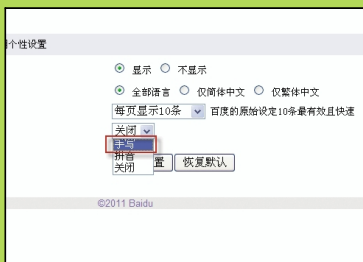 个性设置
显示 不显示
全部语言 仅简体中文 仅繁体中文
每页显示10条 百度的原始设定10条最有效且快速
关闭
手写
拼音
关闭
置 恢复默认
©2011 Baidu